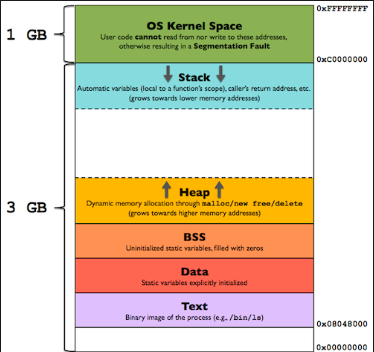 0xFFFFFFFF
1 GB
OS Kernel Space
User code cannot read from nor write to these addresses,
otherwise resulting in a Segmentation Fault
0xC0000000
Stack
Automatic variables (local to a function's scope), caller's return address, etc.
(grows towards lower memory addresses)
3 GB
Heap
Dynamic memory allocation through malloc/new free/delete
(grows towards higher memory addresses)
BSS
Uninitialized static variables, filled with zeros
Data
Static variables explicitly initialized
Text
Binary image of the process (e.g., /bin/ls)
0x08048000
0x00000000